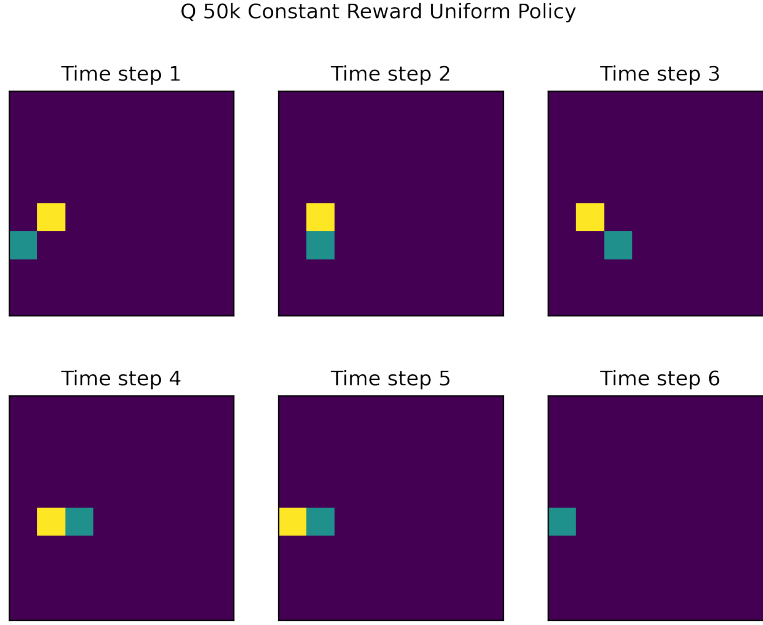 Q 50k Constant Reward Uniform Policy
Time step 1
Time step 2
Time step 3
Time step 4
Time step 5
Time step 6